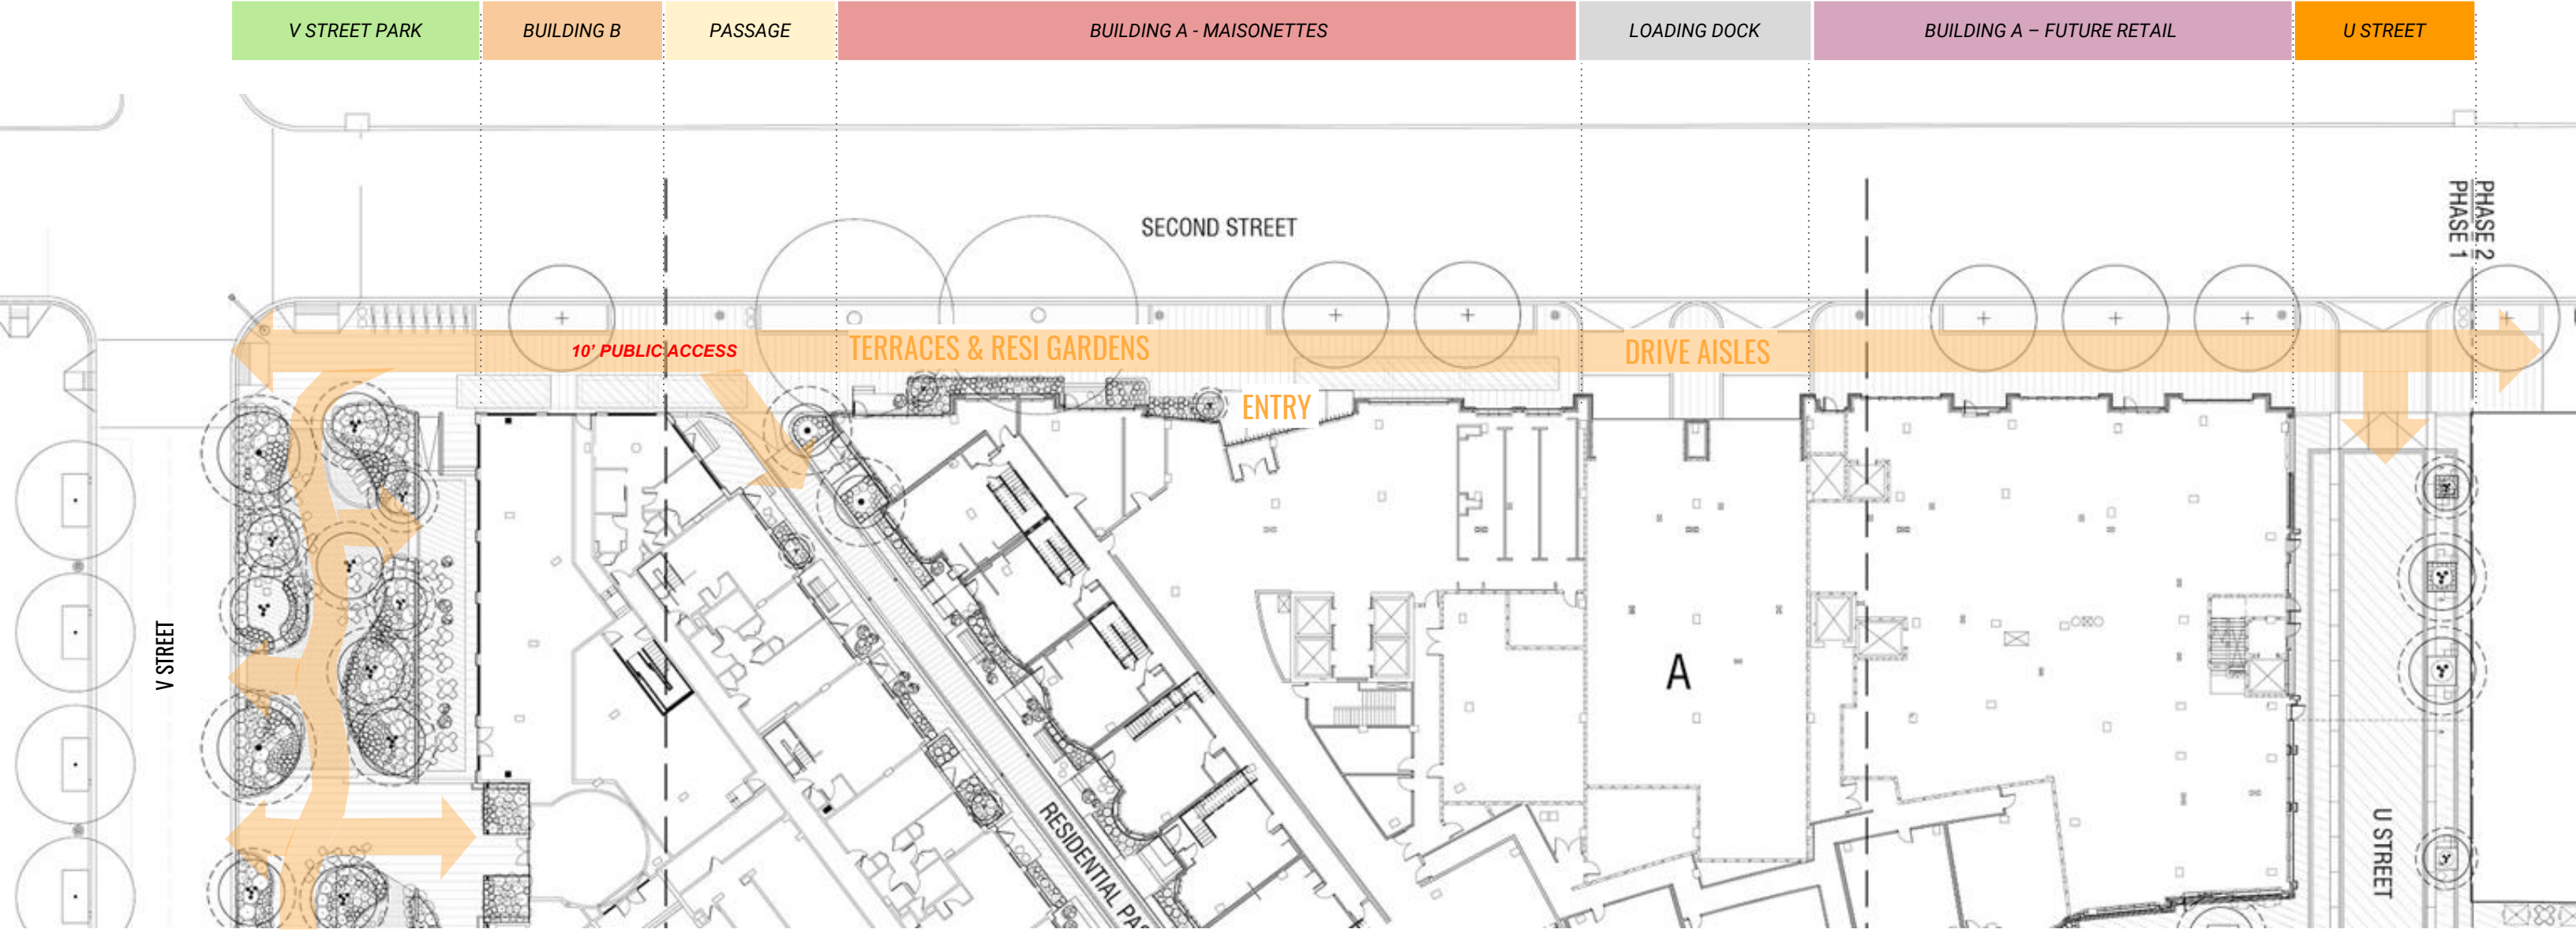 V STREET PARK
BUILDING B
PASSAGE
BUILDING A - MAISONETTES
LOADING DOCK
BUILDING A – FUTURE RETAIL
U STREET
SECOND STREET
PHASE 2
PHASE 1
10' PUBLIC ACCESS
TERRACES & RESI GARDENS
DRIVE AISLES
ENTRY
V STREET
A
RESIDENTIAL PAS
U STREET